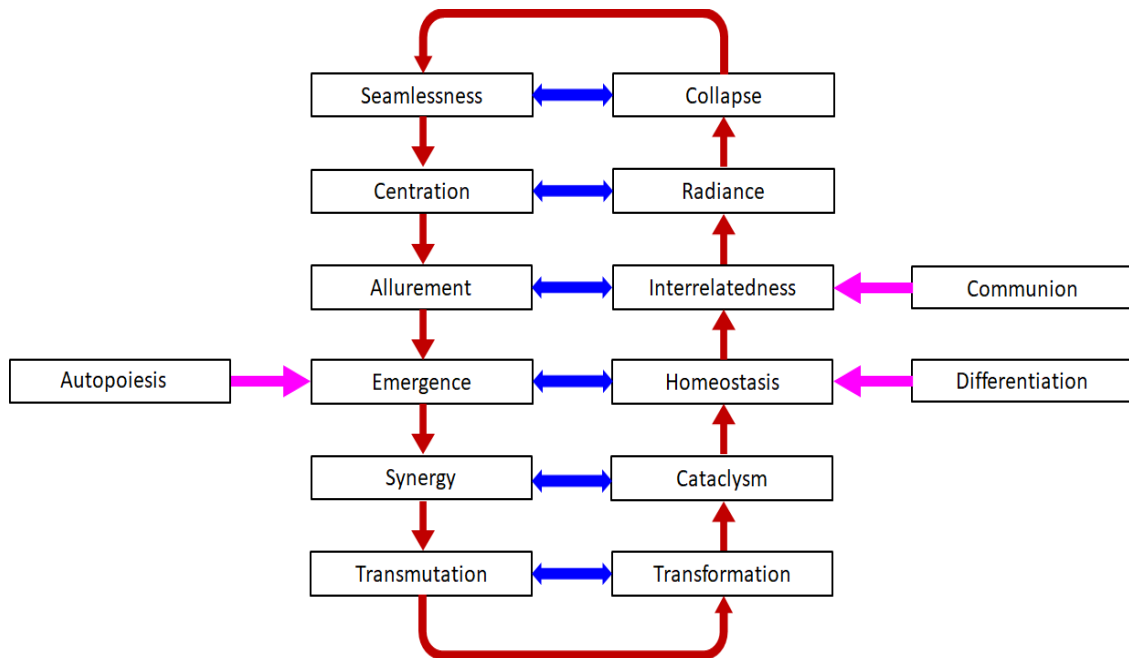 Seamlessness
Collapse
Centration
Radiance
Allurement
Interrelatedness
Communion
Autopoiesis
Emergence
Homeostasis
Differentiation
Synergy
Cataclysm
Transmutation
Transformation